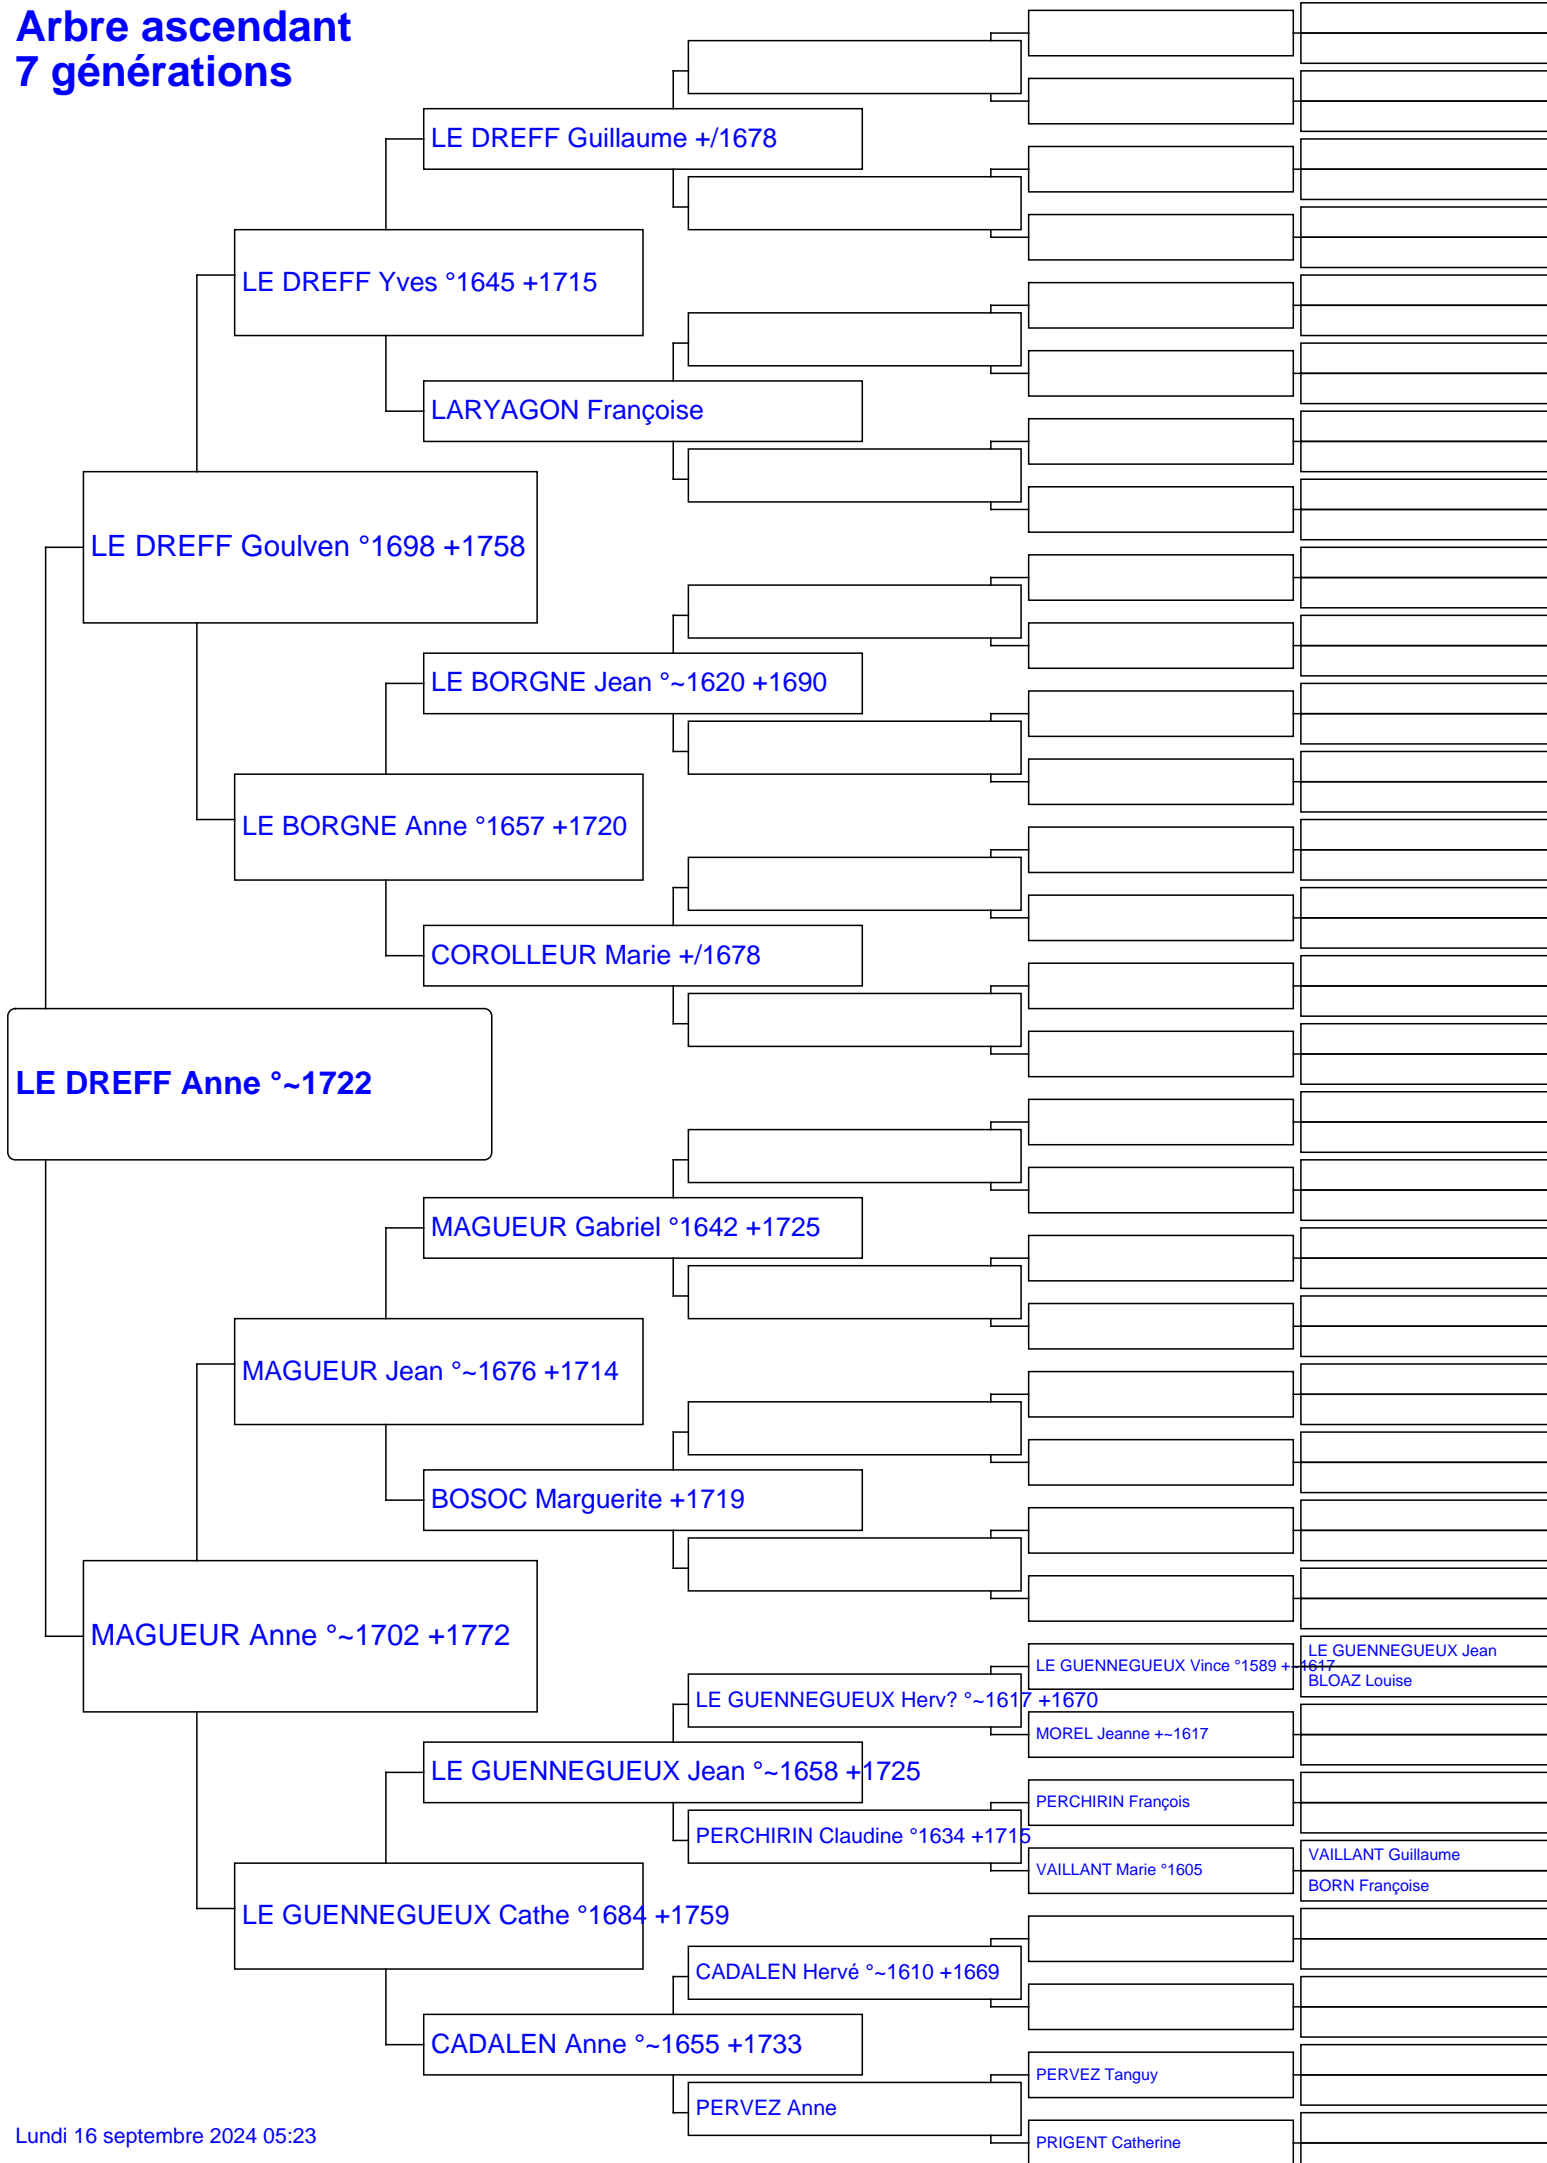 Arbre ascendant
7 générations
LE DREFF Guillaume +/1678
LE DREFF Yves °1645 +1715
LARYAGON Françoise
LE DREFF Goulven °1698 +1758
LE BORGNE Jean °~1620 +1690
LE BORGNE Anne °1657 +1720
COROLLEUR Marie +/1678
LE DREFF Anne °~1722
MAGUEUR Gabriel °1642 +1725
MAGUEUR Jean °~1676 +1714
BOSOC Marguerite +1719
MAGUEUR Anne °~1702 +1772
LE GUENNEGUEUX Jean
LE GUENNEGUEUX Vince °1589 +~1617
BLOAZ Louise
LE GUENNEGUEUX Herv? °~1617 +1670
MOREL Jeanne +~1617
LE GUENNEGUEUX Jean °~1658 +1725
PERCHIRIN François
PERCHIRIN Claudine °1634 +1715
VAILLANT Guillaume
VAILLANT Marie °1605
BORN Françoise
LE GUENNEGUEUX Cathe °1684 +1759
CADALEN Hervé °~1610 +1669
CADALEN Anne °~1655 +1733
PERVEZ Tanguy
PERVEZ Anne
PRIGENT Catherine
Lundi 16 septembre 2024 05:23